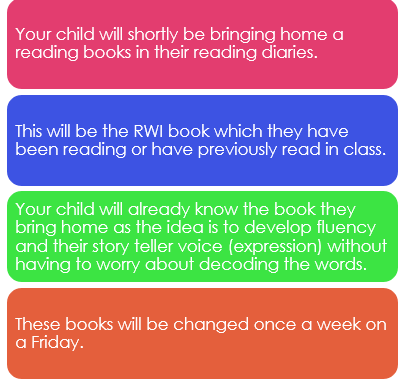 Your child will shortly be bringing home a
reading books in their reading diaries.
This will be the RWI book which they have
been reading or have previously read in class.
Your child will already know the book they
bring home as the idea is to develop fluency
and their story teller voice (expression) without
having to worry about decoding the words.
These books will be changed once a week on
a Friday.